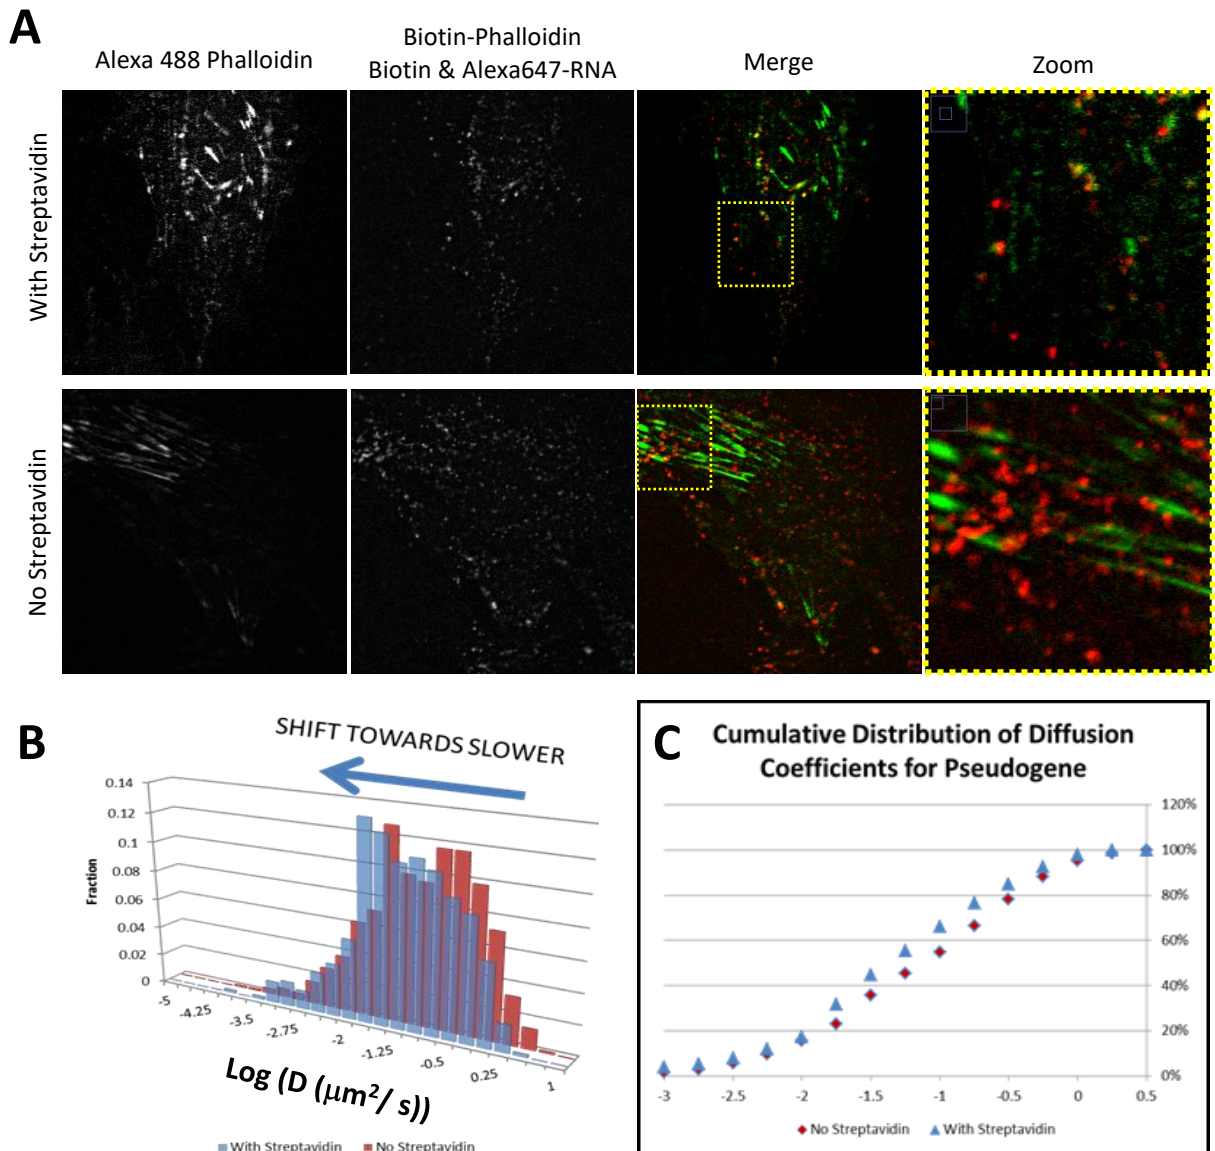 A
Alexa 488 Phalloidin
Biotin-Phalloidin
Biotin & Alexa647-RNA
Merge
Zoom
With Streptavidin
No Streptavidin
B
SHIFT TOWARDS SLOWER
0.14
0.12
0.1
0.08
0.06
0.04
0.02
0
Fraction
-5
-4.25
-3.5
-2.75
-2
-1.25
-0.5
0.25
1
Log (D (μm²/ s))
With Streptavidin No Streptavidin
C
Cumulative Distribution of Diffusion
Coefficients for Pseudogene
120%
100%
80%
60%
40%
20%
0%
-3 -2.5 -2 -1.5 -1 -0.5 0 0.5
No Streptavidin With Streptavidin